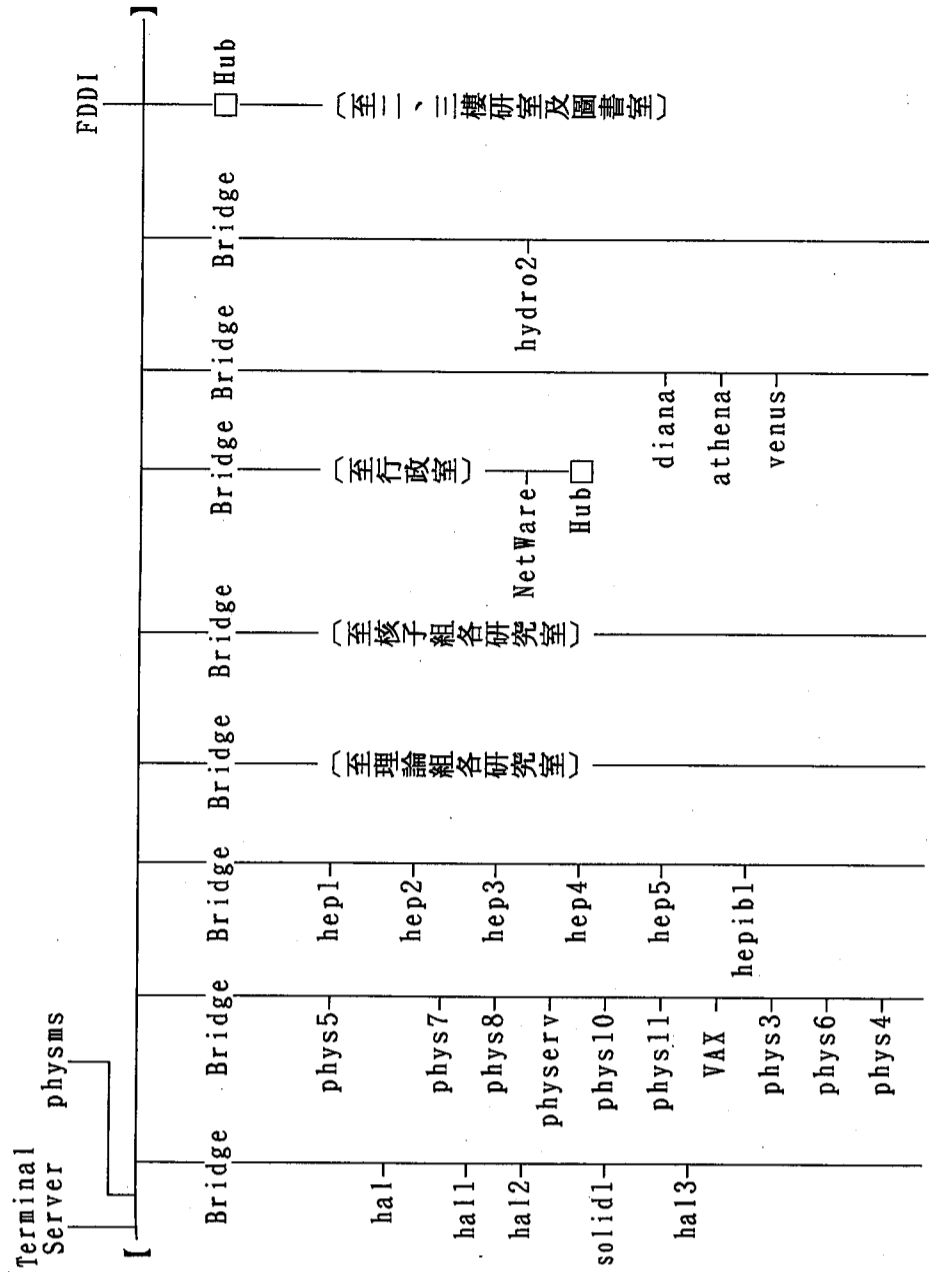 Terminal
Server
physms
FDDI
【
】
Bridge
hal
hal1
hal2
solid1
hal3
Bridge
phys5
phys7
phys8
physerv
phys10
phys11
VAX
phys3
phys6
phys4
Bridge
hep1
hep2
hep3
hep4
hep5
hepibl
Bridge
〔至理論組各研究室〕
Bridge
〔至核子組各研究室〕
Bridge
〔至行政室〕
NetWare
Hub
Bridge
diana
athena
venus
Bridge
hydro2
Hub
〔至二、三樓研室及圖書室〕